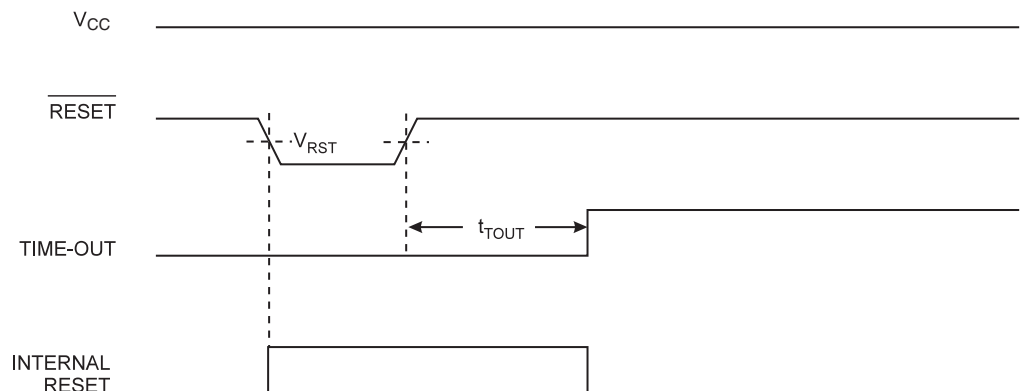 VCC
RESET
VRST
tTOUT
TIME-OUT
INTERNAL
RESET